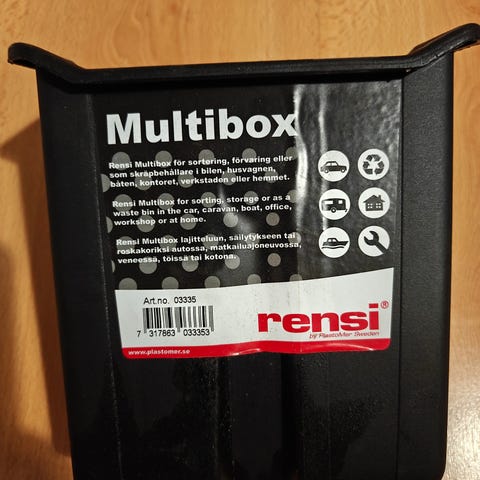 Multibox
Rensi Multibox för sortering, förvaring eller
som skräpbehållare i bilen, husvagnen,
båten, kontoret, verkstaden eller hemmet.
Rensi Multibox for sorting, storage or as a
waste bin in the car, caravan, boat, office,
workshop or at home.
Rensi Multibox lajitteluun, säilytykseen tai
roskakoriksi autossa, matkailuajoneuvossa,
veneessä, töissä tai kotona.
Art.no. 03335
7 317863 033353
rensi®
by PlastoMer Sweden
www.plastomer.se